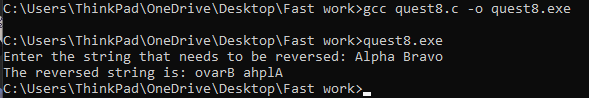 C:\Users\ThinkPad\OneDrive\Desktop\Fast work>gcc quest8.c -o quest8.exe
C:\Users\ThinkPad\OneDrive\Desktop\Fast work>quest8.exe
Enter the string that needs to be reversed: Alpha Bravo
The reversed string is: ovarB ahplA
C:\Users\ThinkPad\OneDrive\Desktop\Fast work>